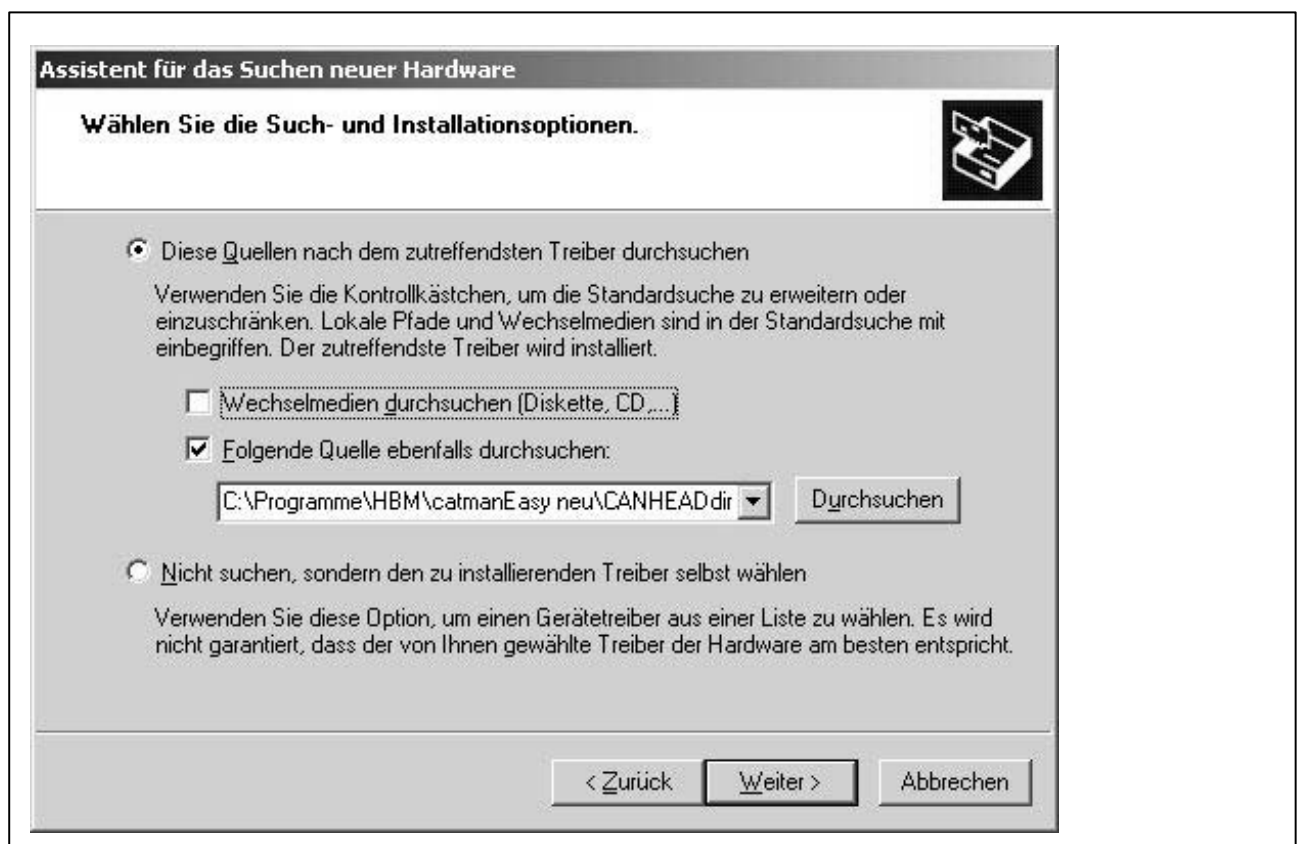 Assistent für das Suchen neuer Hardware
Wählen Sie die Such- und Installationsoptionen.
Diese Quellen nach dem zutreffendsten Treiber durchsuchen
Verwenden Sie die Kontrollkästchen, um die Standardsuche zu erweitern oder
einzuschränken. Lokale Pfade und Wechselmedien sind in der Standardsuche mit
einbegriffen. Der zutreffendste Treiber wird installiert.
Wechselmedien durchsuchen (Diskette, CD,...)
Folgende Quelle ebenfalls durchsuchen:
C:\Programme\HBM\catmanEasy neu\CANHEADdir
Durchsuchen
Nicht suchen, sondern den zu installierenden Treiber selbst wählen
Verwenden Sie diese Option, um einen Gerätetreiber aus einer Liste zu wählen. Es wird
nicht garantiert, dass der von Ihnen gewählte Treiber der Hardware am besten entspricht.
< Zurück Weiter > Abbrechen